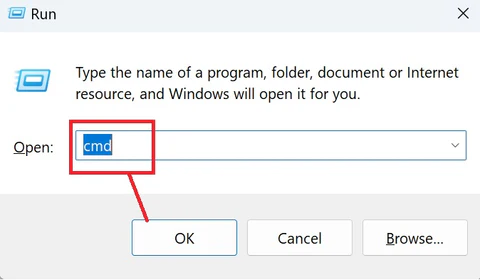 Run
Type the name of a program, folder, document or Internet
resource, and Windows will open it for you.
Open: cmd
OK Cancel Browse...